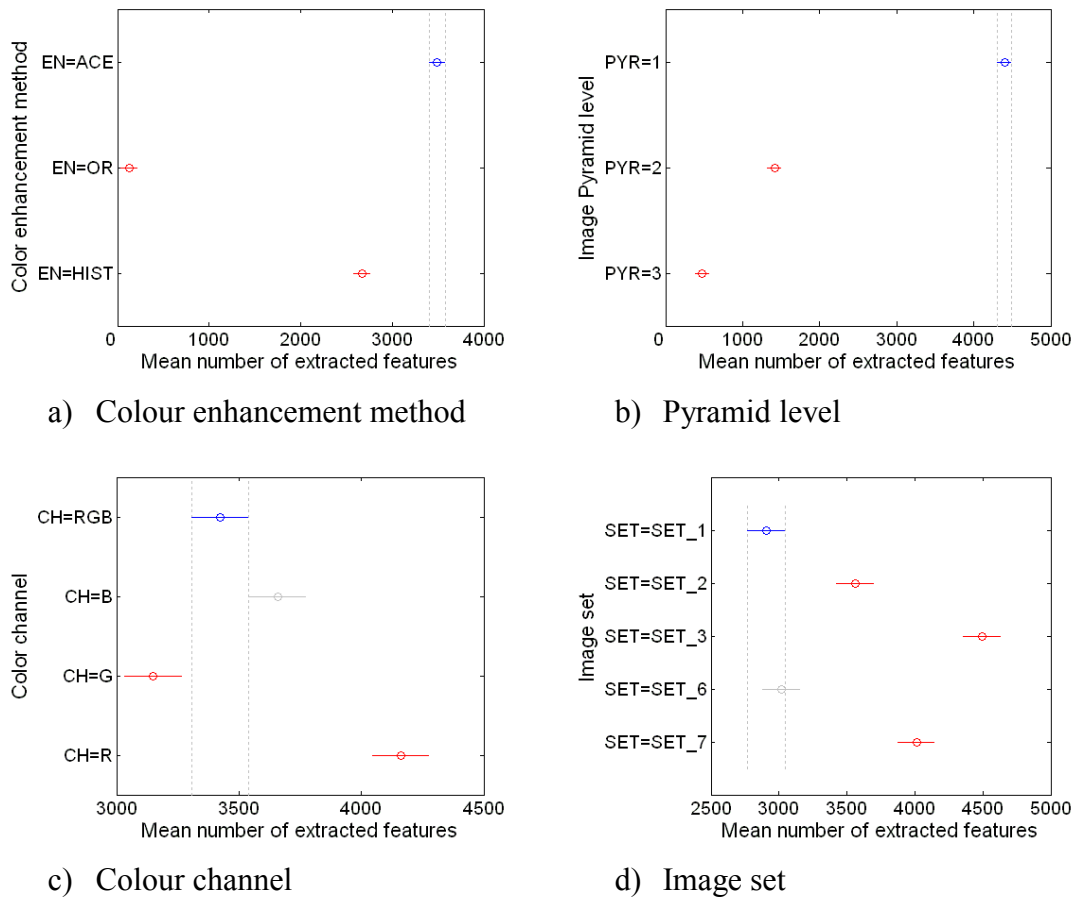 Color enhancement method
EN=ACE
EN=OR
EN=HIST
0 1000 2000 3000 4000
Mean number of extracted features
a) Colour enhancement method
Image Pyramid level
PYR=1
PYR=2
PYR=3
0 1000 2000 3000 4000 5000
Mean number of extracted features
b) Pyramid level
Color channel
CH=RGB
CH=B
CH=G
CH=R
3000 3500 4000 4500
Mean number of extracted features
c) Colour channel
Image set
SET=SET_1
SET=SET_2
SET=SET_3
SET=SET_6
SET=SET_7
2500 3000 3500 4000 4500 5000
Mean number of extracted features
d) Image set